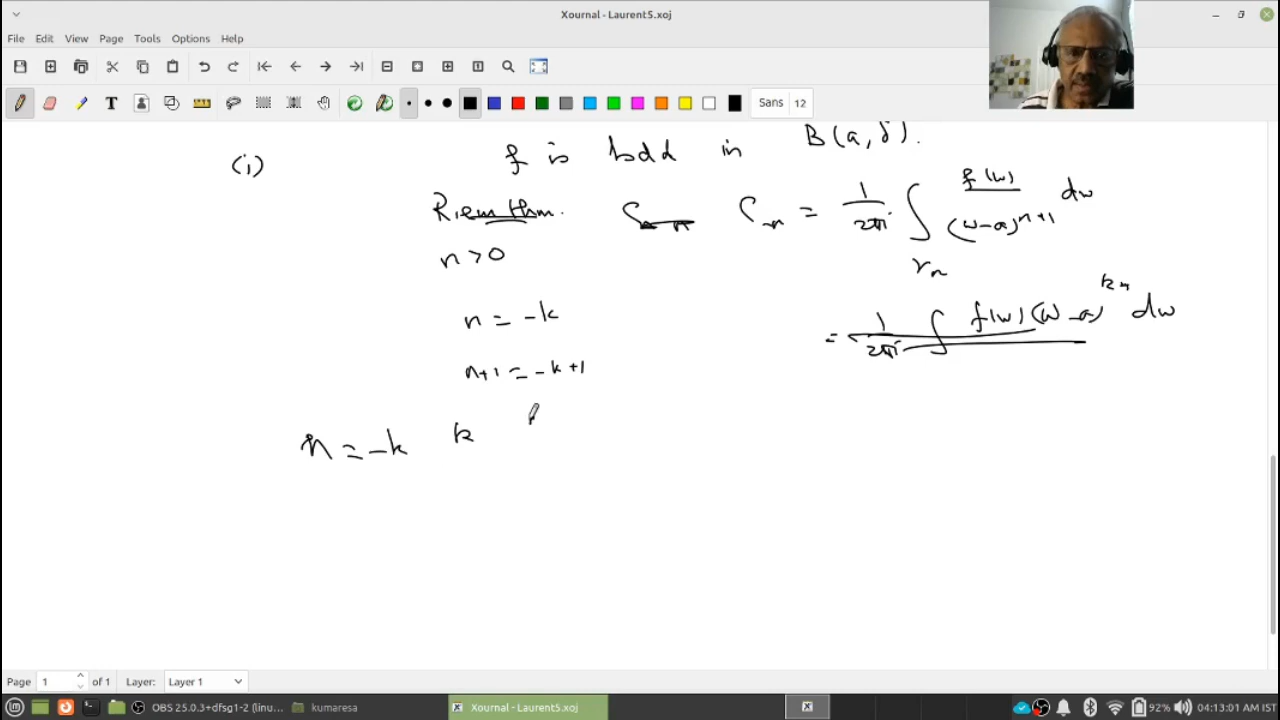 Xournal - Laurent5.xoj
File Edit View Page Tools Options Help
Sans 12
f is bdd in B(a, δ).
(i)
Riem thm. C_-n = 1/2πi ∫_γn f(w)/(w-a)^n+1 dw
n > 0
n = -k
= 1/2πi ∫ f(w) (w-a)^k-1 dw
n+1 = -k+1
n = -k k
Page 1 of 1 Layer: Layer 1
OBS 25.0.3+dfsg1-2 (linu... kumaresa Xournal - Laurent5.xoj 92% 04:13:01 AM IST